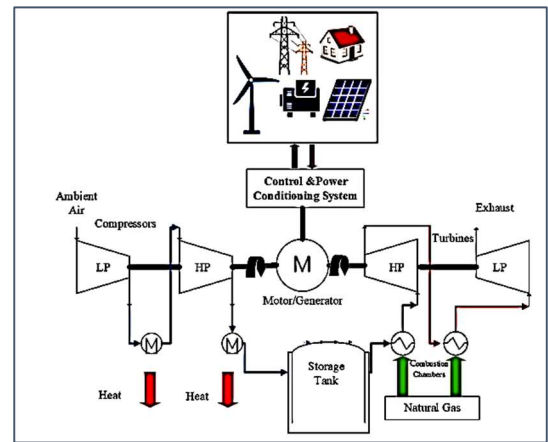 Control &Power
Conditioning System
Ambient
Air
Compressors
Exhaust
Turbines
LP
HP
M
HP
LP
Motor/Generator
M
M
Storage
Tank
Combustion
Chambers
Heat
Heat
Natural Gas